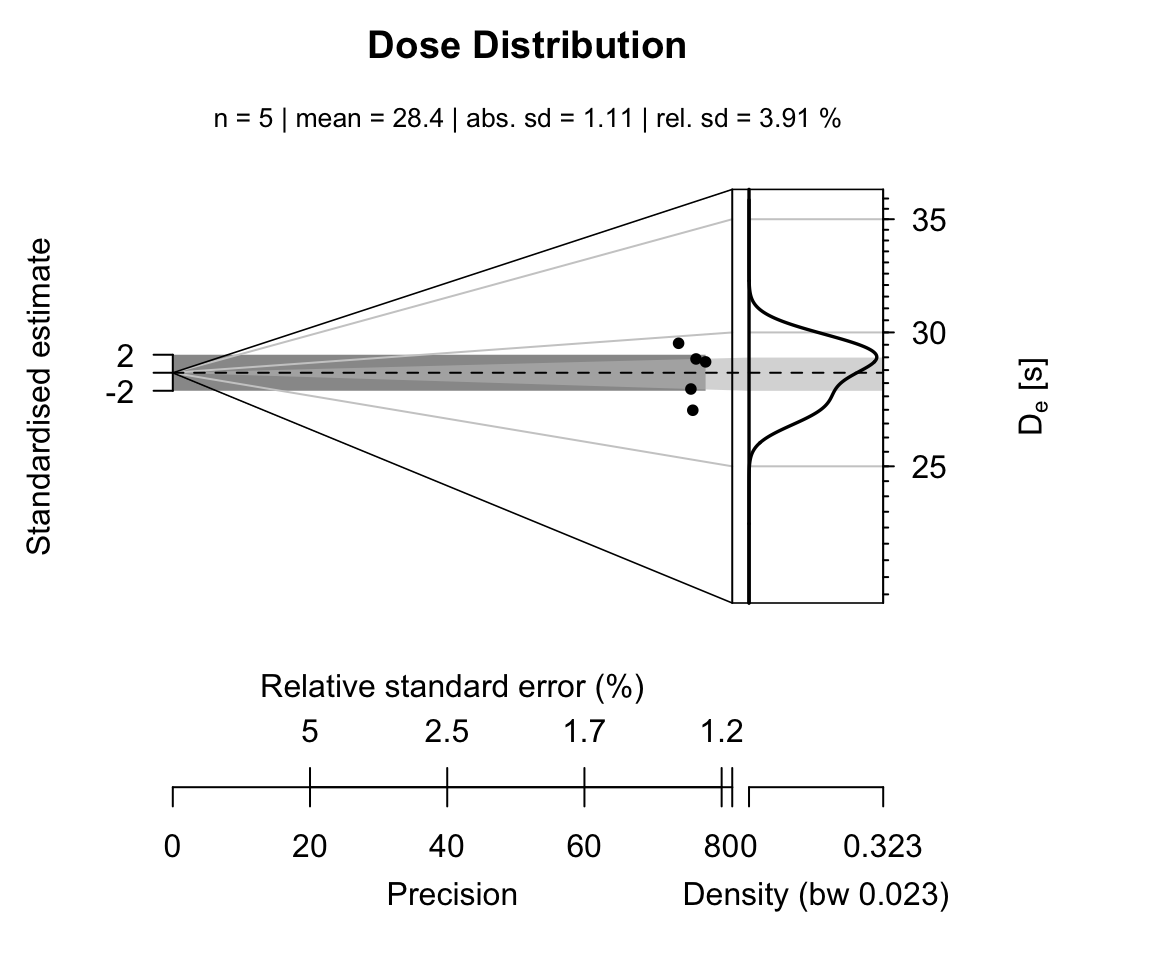 Dose Distribution
n = 5 | mean = 28.4 | abs. sd = 1.11 | rel. sd = 3.91 %
Standardised estimate
2
-2
35
30
25
De [s]
Relative standard error (%)
5 2.5 1.7 1.2
0 20 40 60 800 0.323
Precision Density (bw 0.023)